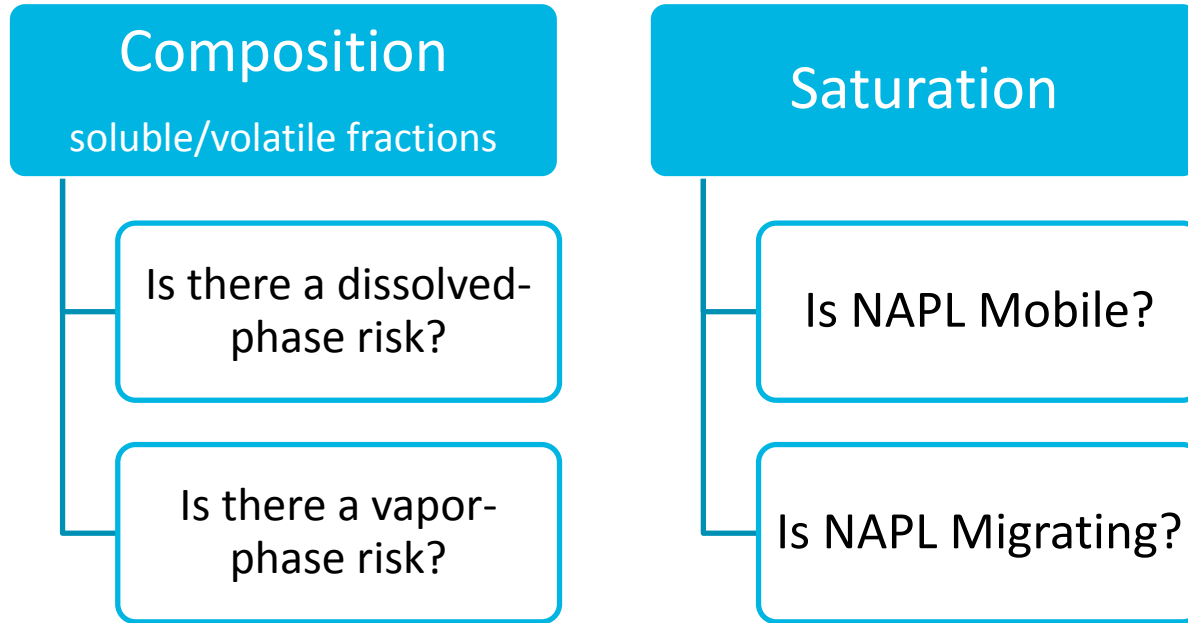 Composition
soluble/volatile fractions
Is there a dissolved-
phase risk?
Is there a vapor-
phase risk?
Saturation
Is NAPL Mobile?
Is NAPL Migrating?